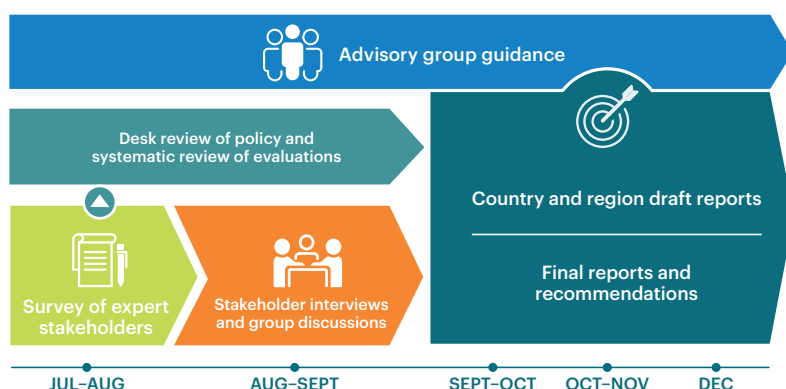 Advisory group guidance
Desk review of policy and
systematic review of evaluations
Survey of expert
stakeholders
Stakeholder interviews
and group discussions
Country and region draft reports
Final reports and
recommendations
JUL–AUG
AUG–SEPT
SEPT–OCT
OCT–NOV
DEC